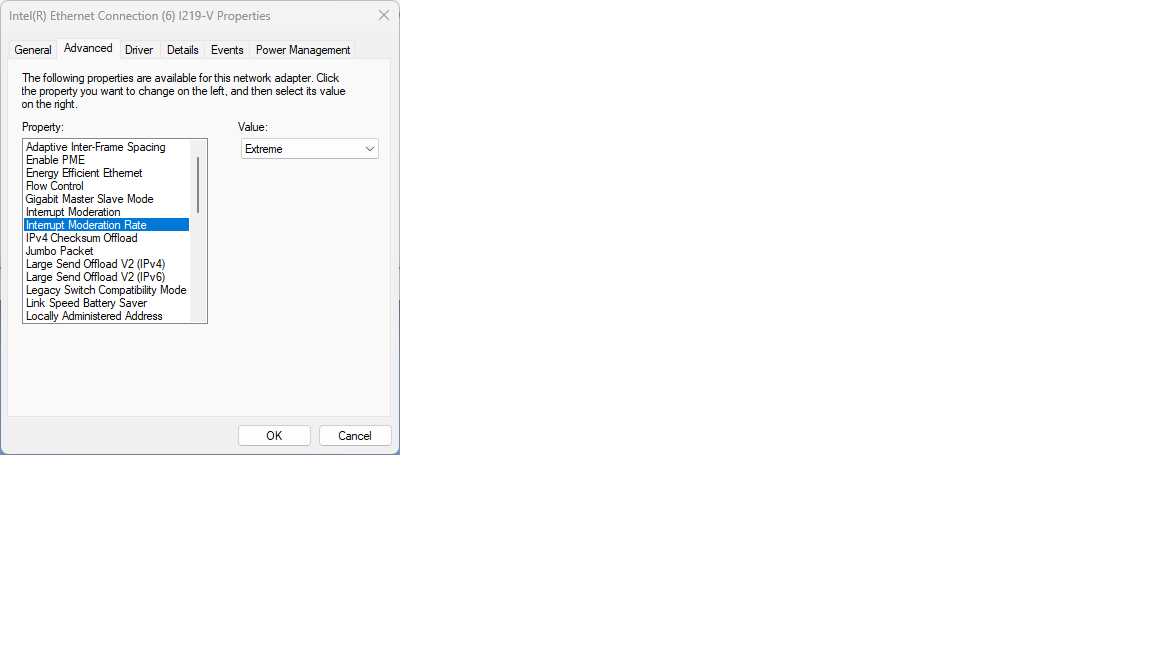 Intel(R) Ethernet Connection (6) I219-V Properties
General Advanced Driver Details Events Power Management
The following properties are available for this network adapter. Click
the property you want to change on the left, and then select its value
on the right.
Property:
Value:
Adaptive Inter-Frame Spacing
Enable PME
Energy Efficient Ethernet
Flow Control
Gigabit Master Slave Mode
Interrupt Moderation
Interrupt Moderation Rate
IPv4 Checksum Offload
Jumbo Packet
Large Send Offload V2 (IPv4)
Large Send Offload V2 (IPv6)
Legacy Switch Compatibility Mode
Link Speed Battery Saver
Locally Administered Address
Extreme
OK
Cancel